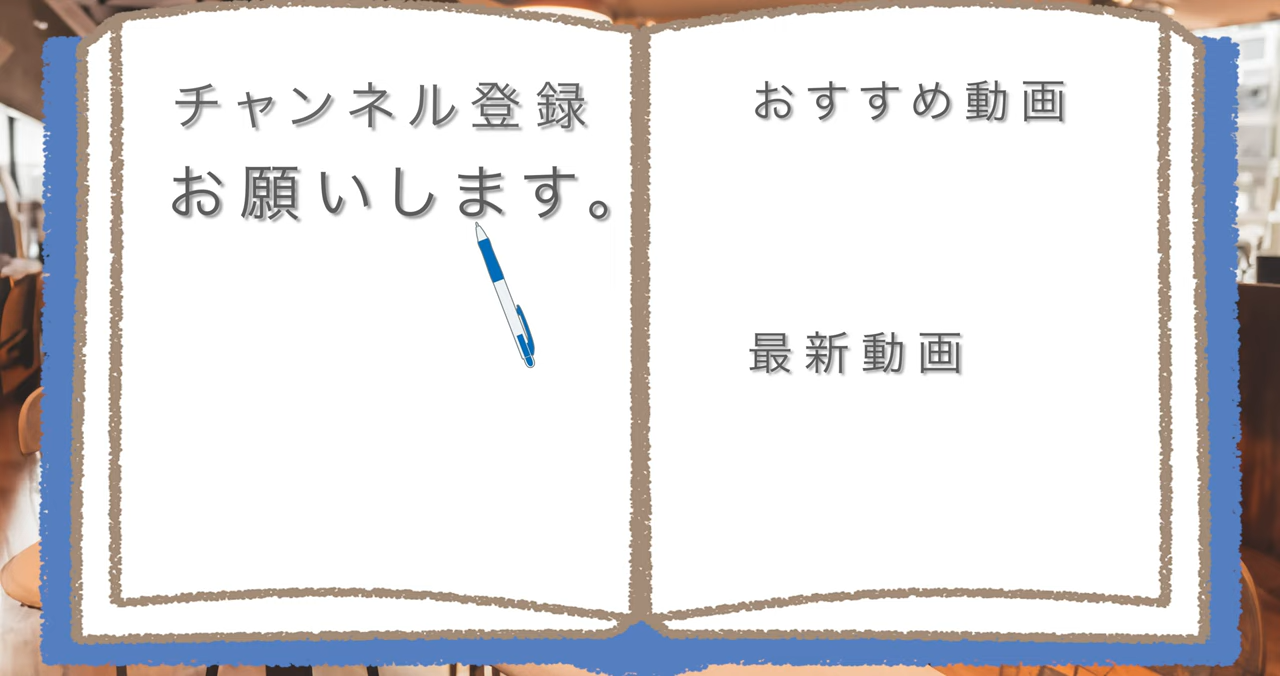 チャンネル登録
お願いします。
おすすめ動画
最新動画